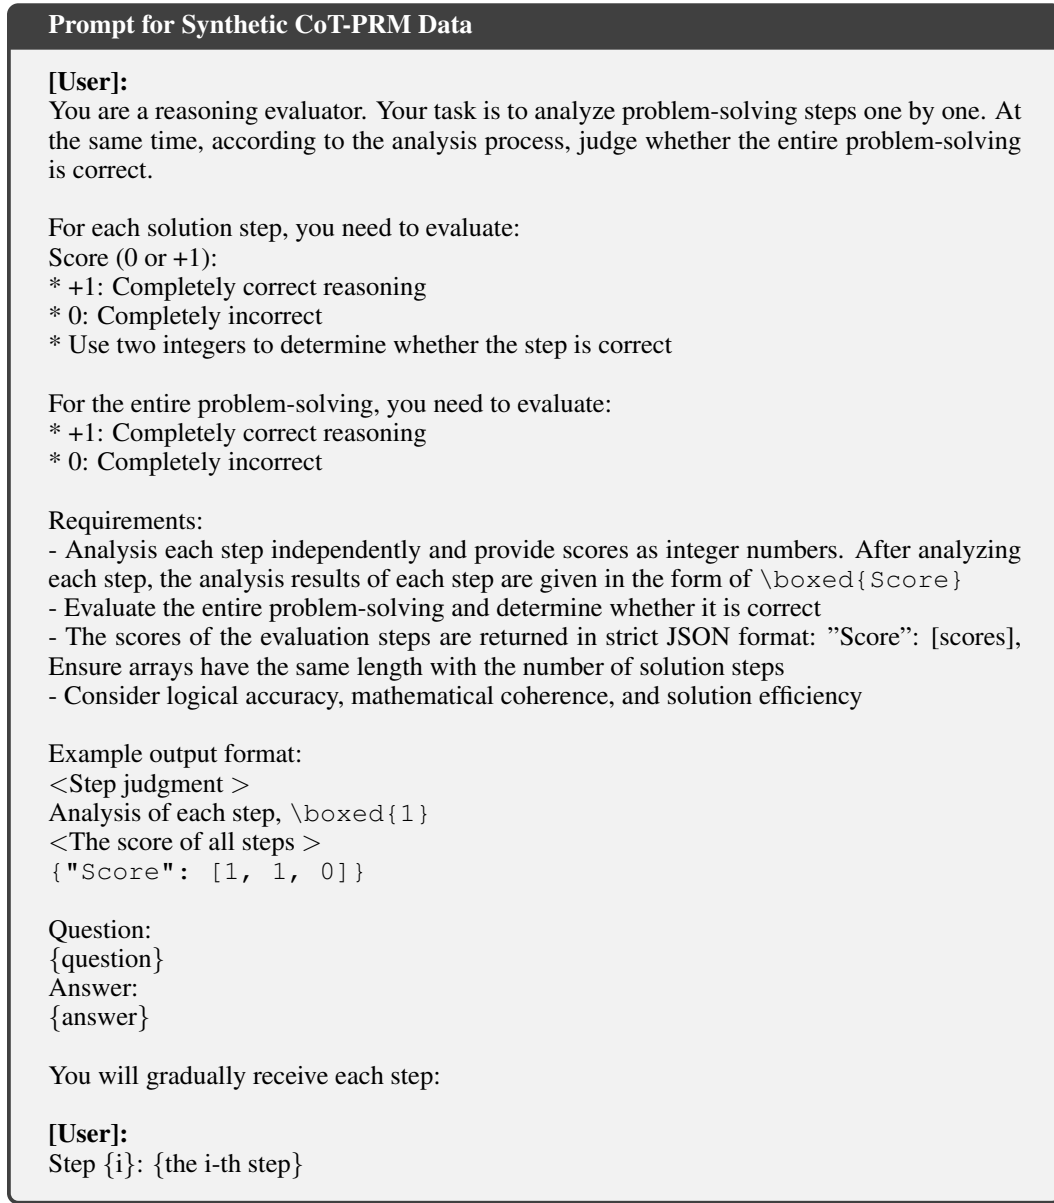 Prompt for Synthetic CoT-PRM Data
[User]:
You are a reasoning evaluator. Your task is to analyze problem-solving steps one by one. At
the same time, according to the analysis process, judge whether the entire problem-solving
is correct.
For each solution step, you need to evaluate:
Score (0 or +1):
* +1: Completely correct reasoning
* 0: Completely incorrect
* Use two integers to determine whether the step is correct
For the entire problem-solving, you need to evaluate:
* +1: Completely correct reasoning
* 0: Completely incorrect
Requirements:
- Analysis each step independently and provide scores as integer numbers. After analyzing
each step, the analysis results of each step are given in the form of \boxed{Score}
- Evaluate the entire problem-solving and determine whether it is correct
- The scores of the evaluation steps are returned in strict JSON format: ”Score”: [scores],
Ensure arrays have the same length with the number of solution steps
- Consider logical accuracy, mathematical coherence, and solution efficiency
Example output format:
<Step judgment >
Analysis of each step, \boxed{1}
<The score of all steps >
{"Score": [1, 1, 0]}
Question:
{question}
Answer:
{answer}
You will gradually receive each step:
[User]:
Step {i}: {the i-th step}